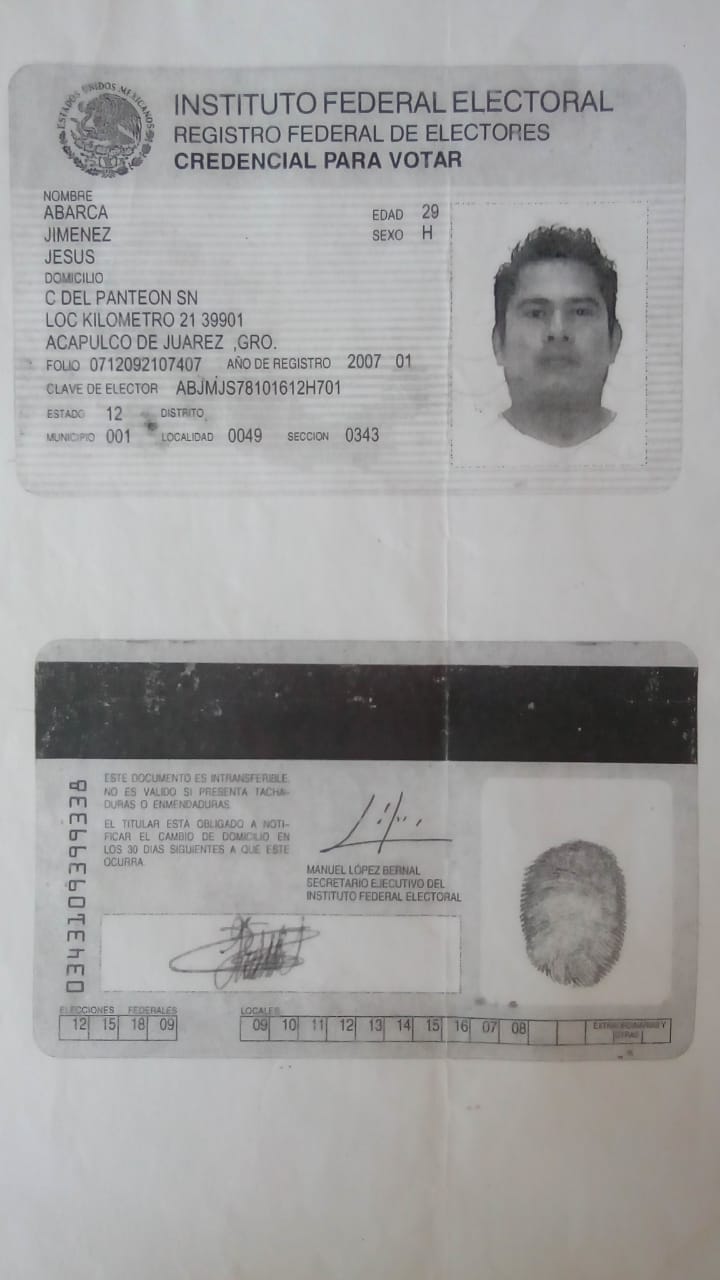 ESTADOS UNIDOS MEXICANOS
INSTITUTO FEDERAL ELECTORAL
REGISTRO FEDERAL DE ELECTORES
CREDENCIAL PARA VOTAR
NOMBRE
ABARCA
JIMENEZ
JESUS
EDAD 29
SEXO H
DOMICILIO
C DEL PANTEON SN
LOC KILOMETRO 21 39901
ACAPULCO DE JUAREZ ,GRO.
FOLIO 0712092107407 AÑO DE REGISTRO 2007 01
CLAVE DE ELECTOR ABJMJS78101612H701
ESTADO 12 DISTRITO
MUNICIPIO 001 LOCALIDAD 0049 SECCION 0343
ESTE DOCUMENTO ES INTRANSFERIBLE.
NO ES VALIDO SI PRESENTA TACHA-
DURAS O ENMENDADURAS.
EL TITULAR ESTA OBLIGADO A NOTI-
FICAR EL CAMBIO DE DOMICILIO EN
LOS 30 DIAS SIGUIENTES A QUE ESTE
OCURRA.
MANUEL LÓPEZ BERNAL
SECRETARIO EJECUTIVO DEL
INSTITUTO FEDERAL ELECTORAL
ELECCIONES FEDERALES
12 15 18 09
LOCALES
09 10 11 12 13 14 15 16 07 08
EXTRAORDINARIAS Y
OTRAS